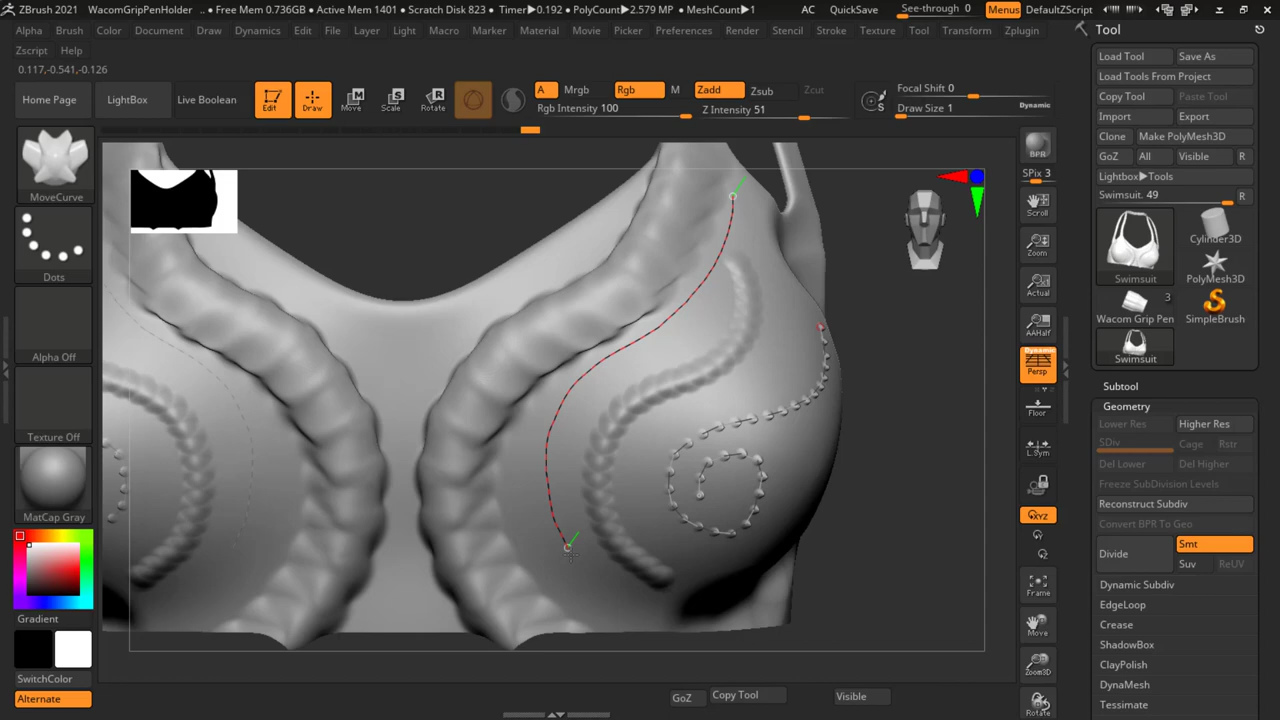 ZBrush 2021 WacomGripPenHolder .. • Free Mem 0.736GB • Active Mem 1401 • Scratch Disk 823 • Timer▶0.192 • PolyCount▶2.579 MP • MeshCount▶1 AC QuickSave See-through 0 Menus DefaultZScript
Alpha Brush Color Document Draw Dynamics Edit File Layer Light Macro Marker Material Movie Picker Preferences Render Stencil Stroke Texture Tool Transform Zplugin
Zscript Help
0.117,-0.541,-0.126
Home Page LightBox Live Boolean Edit Draw Move Scale Rotate
A Mrgb Rgb M Zadd Zsub Zcut Focal Shift 0
Rgb Intensity 100 Z Intensity 51 Draw Size 1 Dynamic
MoveCurve
Dots
Alpha Off
Texture Off
MatCap Gray
Gradient
SwitchColor
Alternate
BPR
SPix 3
Scroll
Zoom
Actual
AAHalf
Dynamic
Persp
Floor
L.Sym
XYZ
Frame
Move
Zoom3D
Rotate
GoZ Copy Tool Visible
Tool
Load Tool Save As
Load Tools From Project
Copy Tool Paste Tool
Import Export
Clone Make PolyMesh3D
GoZ All Visible R
Lightbox▶Tools
Swimsuit. 49 R
Swimsuit Cylinder3D
PolyMesh3D
3
Wacom Grip Pen SimpleBrush
Swimsuit
Subtool
Geometry
Lower Res Higher Res
SDiv Cage Rstr
Del Lower Del Higher
Freeze SubDivision Levels
Reconstruct Subdiv
Convert BPR To Geo
Divide Smt
Suv ReUV
Dynamic Subdiv
EdgeLoop
Crease
ShadowBox
ClayPolish
DynaMesh
Tessimate